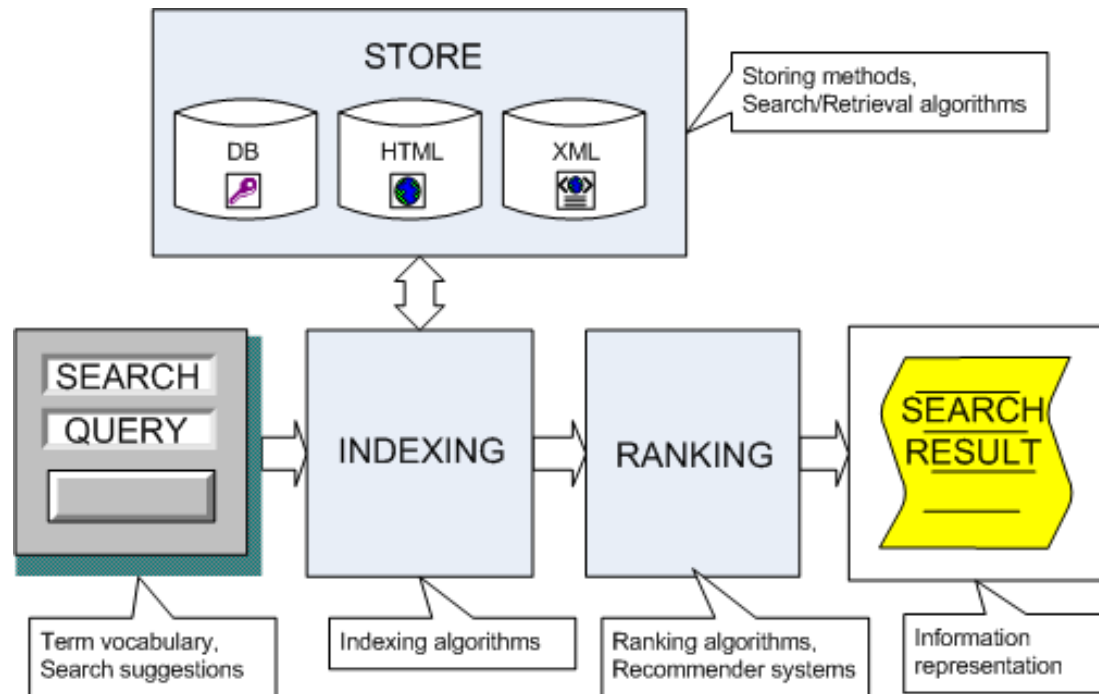 STORE
DB
HTML
XML
Storing methods,
Search/Retrieval algorithms
SEARCH
QUERY
INDEXING
RANKING
SEARCH
RESULT
Term vocabulary,
Search suggestions
Indexing algorithms
Ranking algorithms,
Recommender systems
Information
representation